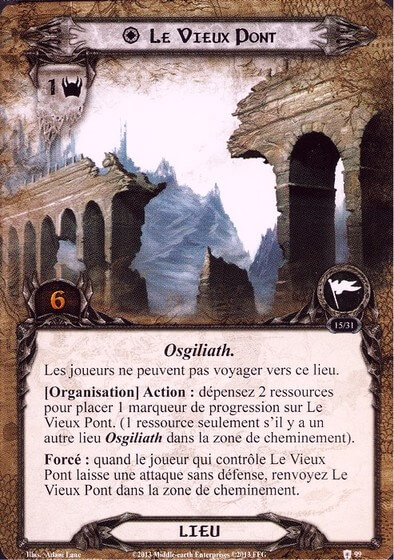 Le Vieux Pont
1
6
15/31
Osgiliath.
Les joueurs ne peuvent pas voyager vers ce lieu.
[Organisation] Action : dépensez 2 ressources
pour placer 1 marqueur de progression sur Le
Vieux Pont. (1 ressource seulement s'il y a un
autre lieu Osgiliath dans la zone de cheminement).
Forcé : quand le joueur qui contrôle Le Vieux
Pont laisse une attaque sans défense, renvoyez Le
Vieux Pont dans la zone de cheminement.
Illus. Adam Lane ©2013 Middle-earth Enterprises ©2013 FFG 99
LIEU